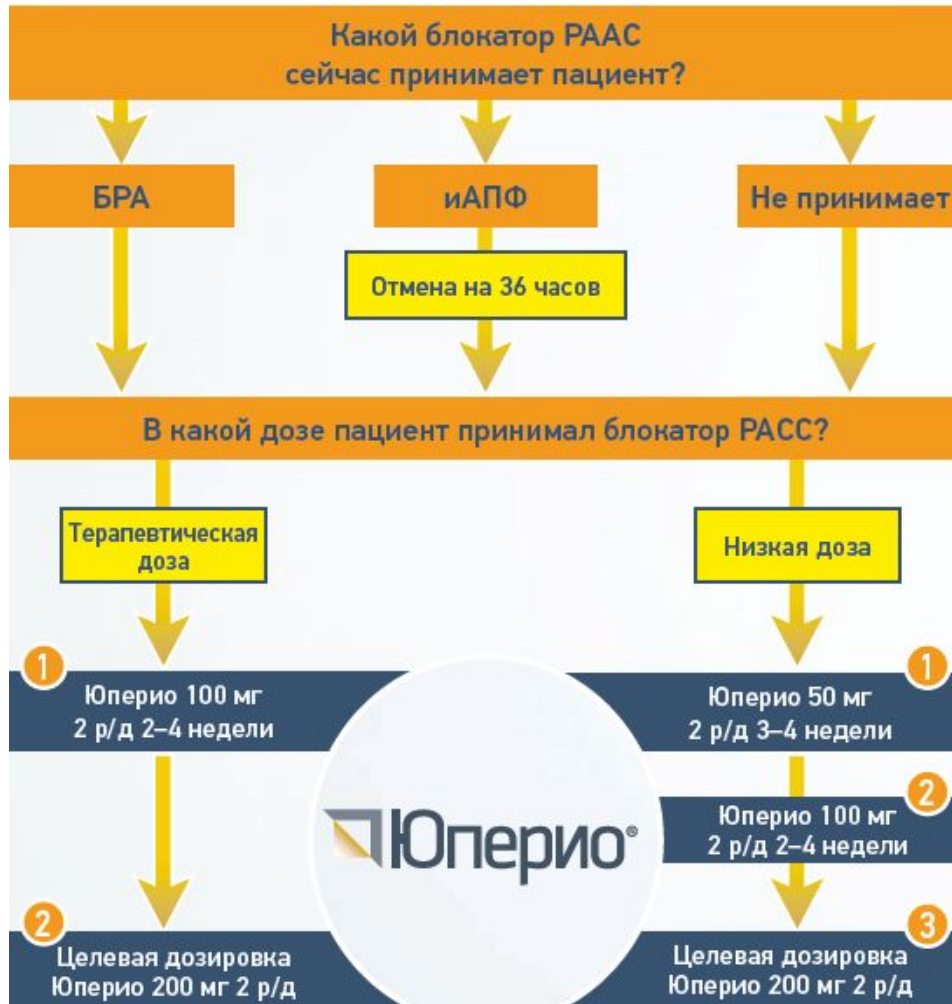 Какой блокатор РААС
сейчас принимает пациент?
БРА
иАПФ
Не принимает
Отмена на 36 часов
В какой дозе пациент принимал блокатор РАСС?
Терапевтическая
доза
Низкая доза
1
Юперио 100 мг
2 р/д 2–4 недели
1
Юперио 50 мг
2 р/д 3–4 недели
2
Юперио 100 мг
2 р/д 2–4 недели
Юперио®
2
Целевая дозировка
Юперио 200 мг 2 р/д
3
Целевая дозировка
Юперио 200 мг 2 р/д